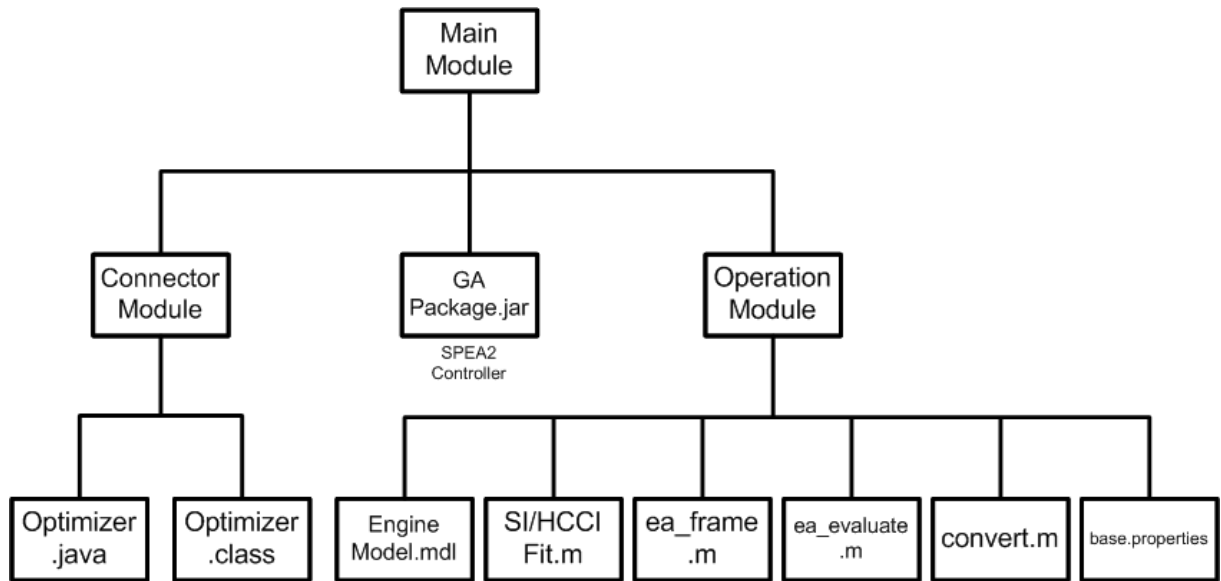 Main
Module
Connector
Module
GA
Package.jar
SPEA2
Controller
Operation
Module
Optimizer
.java
Optimizer
.class
Engine
Model.mdl
SI/HCCI
Fit.m
ea_frame
.m
ea_evaluate
.m
convert.m
base.properties